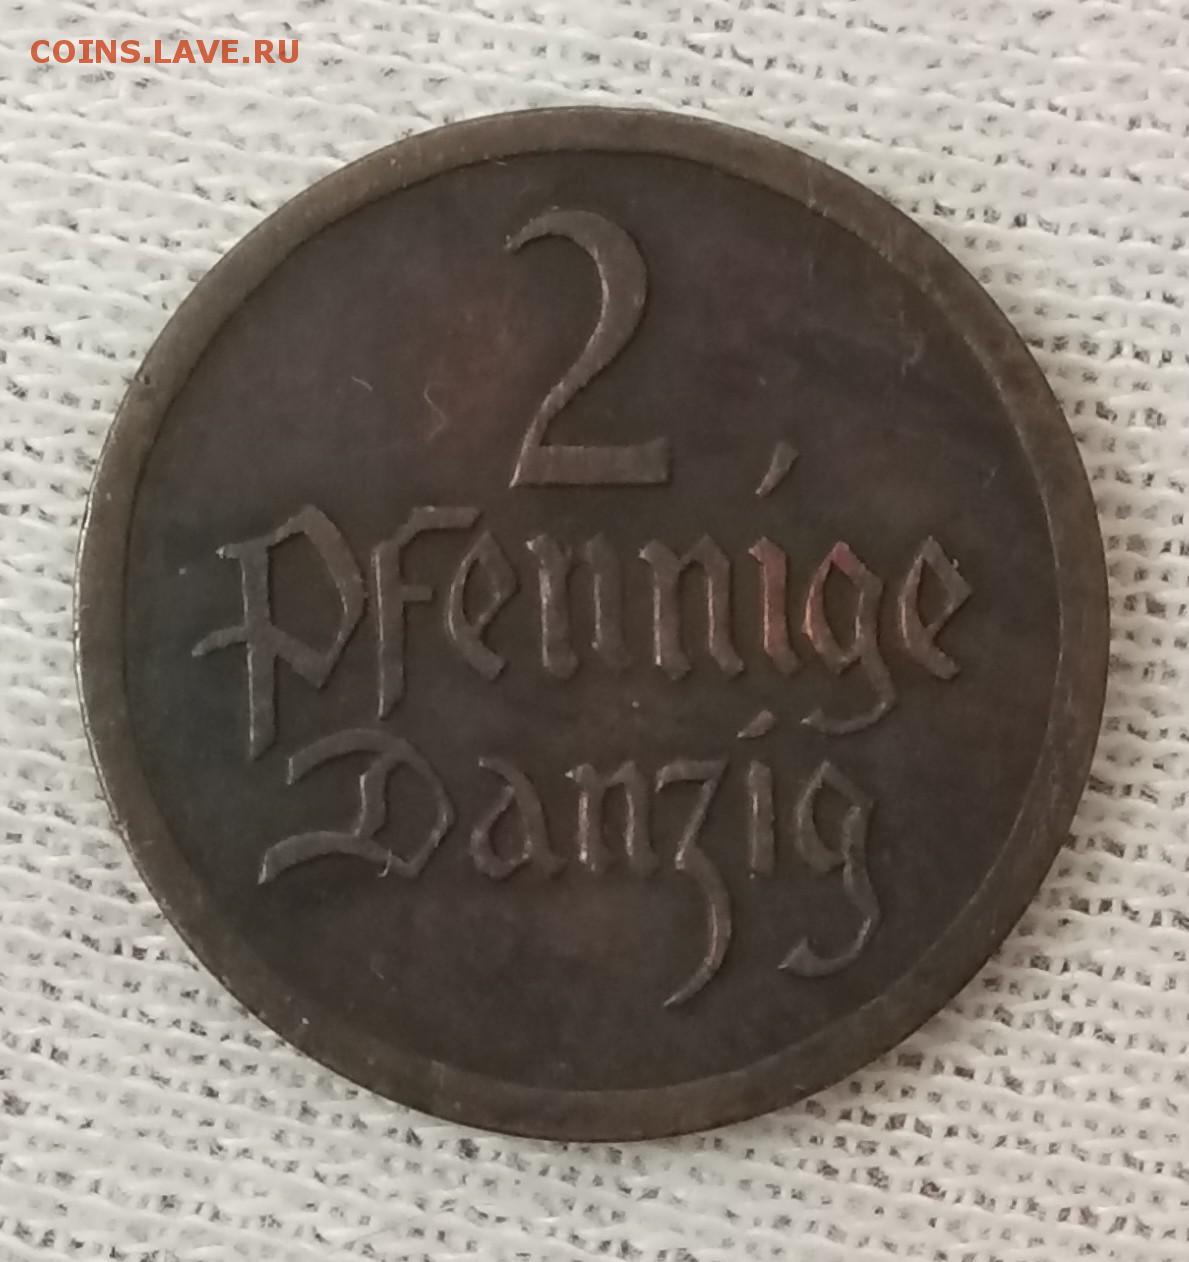 COINS.LAVE.RU
2
Pfennige
Danzig